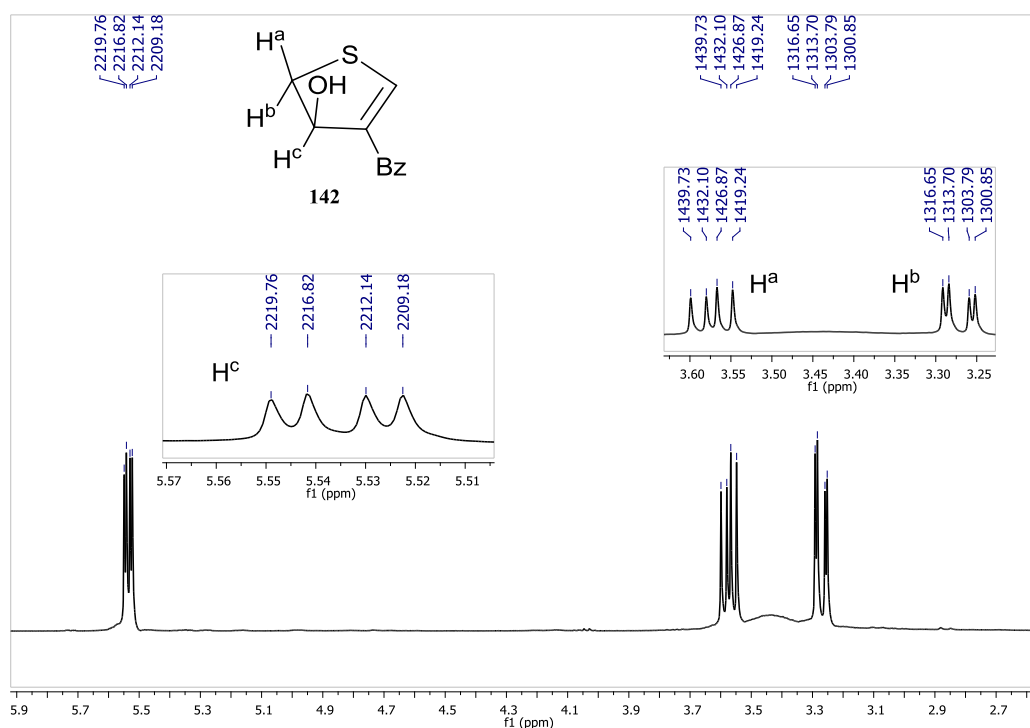 2219.76
2216.82
2212.14
2209.18
1439.73
1432.10
1426.87
1419.24
1316.65
1313.70
1303.79
1300.85
Hᵃ
S
OH
Hᵇ
Hᶜ
Bz
142
1439.73
1432.10
1426.87
1419.24
1316.65
1313.70
1303.79
1300.85
Hᵃ
Hᵇ
3.60 3.55 3.50 3.45 3.40 3.35 3.30 3.25
f1 (ppm)
2219.76
2216.82
2212.14
2209.18
Hᶜ
5.57 5.56 5.55 5.54 5.53 5.52 5.51
f1 (ppm)
5.9 5.7 5.5 5.3 5.1 4.9 4.7 4.5 4.3 4.1 3.9 3.7 3.5 3.3 3.1 2.9 2.7
f1 (ppm)